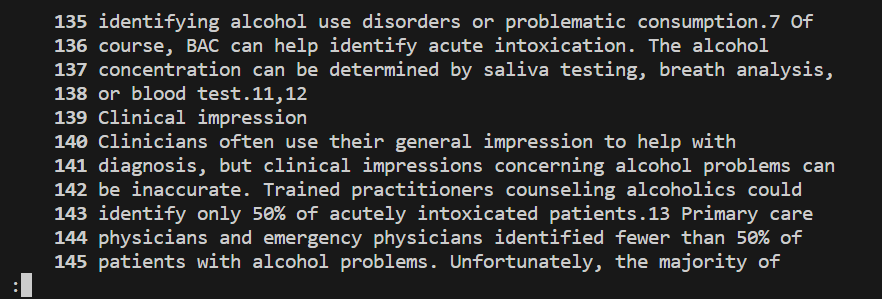 135 identifying alcohol use disorders or problematic consumption.7 Of
136 course, BAC can help identify acute intoxication. The alcohol
137 concentration can be determined by saliva testing, breath analysis,
138 or blood test.11,12
139 Clinical impression
140 Clinicians often use their general impression to help with
141 diagnosis, but clinical impressions concerning alcohol problems can
142 be inaccurate. Trained practitioners counseling alcoholics could
143 identify only 50% of acutely intoxicated patients.13 Primary care
144 physicians and emergency physicians identified fewer than 50% of
145 patients with alcohol problems. Unfortunately, the majority of
: